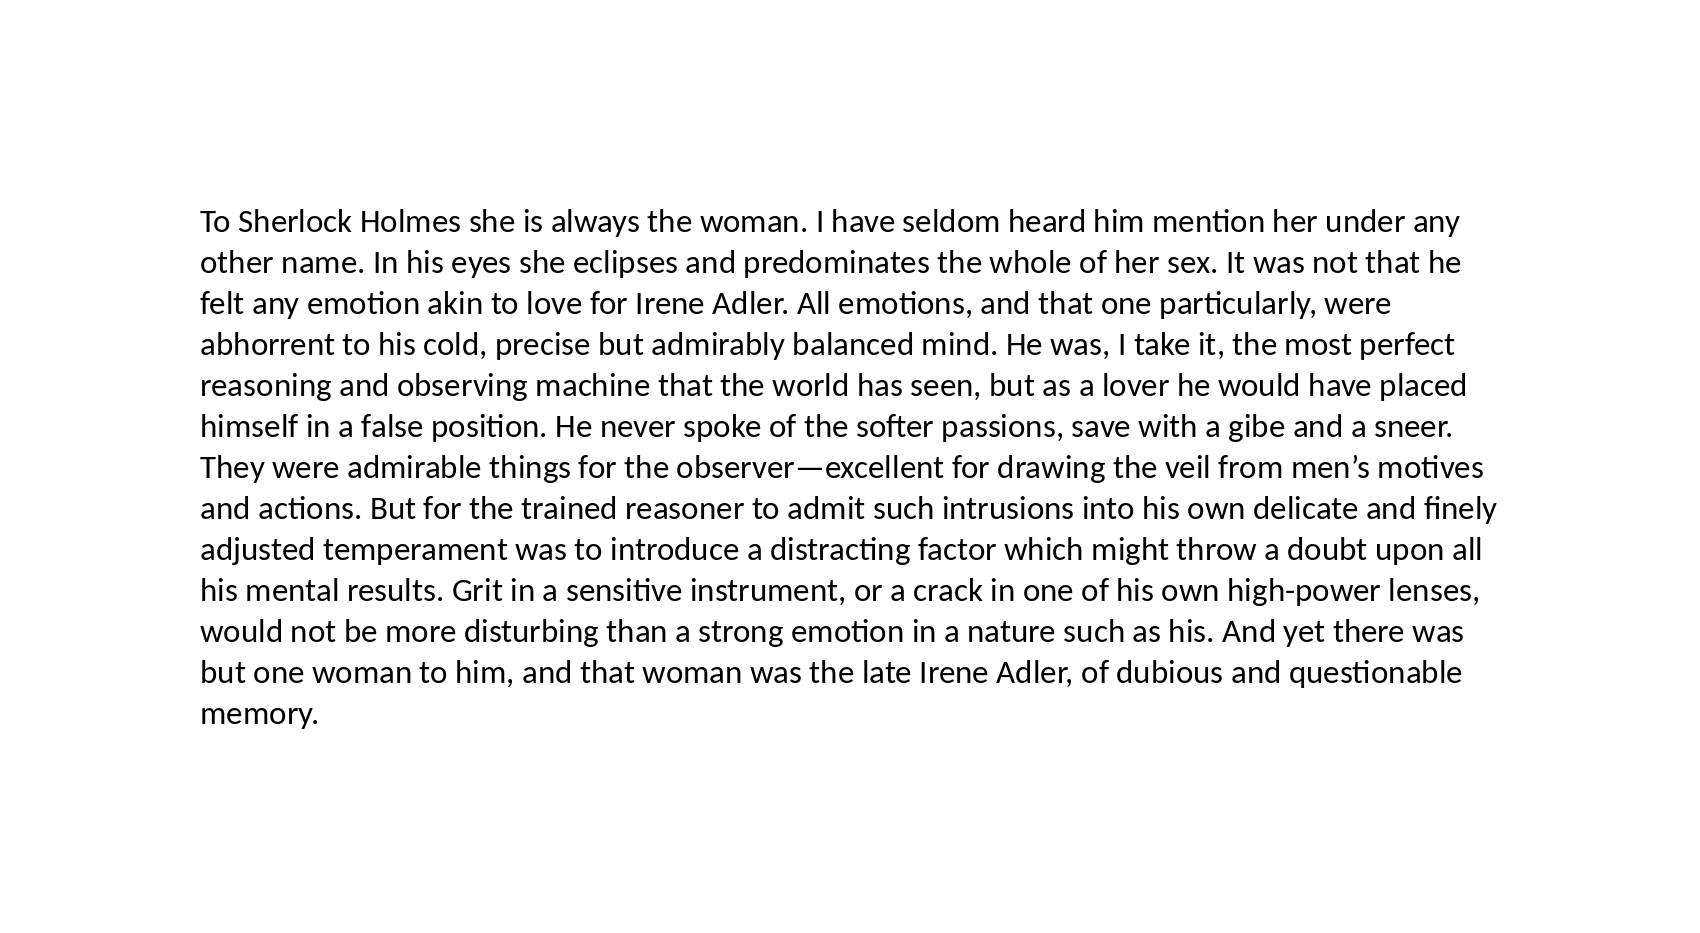 To Sherlock Holmes she is always the woman. I have seldom heard him mention her under any
other name. In his eyes she eclipses and predominates the whole of her sex. It was not that he
felt any emotion akin to love for Irene Adler. All emotions, and that one particularly, were
abhorrent to his cold, precise but admirably balanced mind. He was, I take it, the most perfect
reasoning and observing machine that the world has seen, but as a lover he would have placed
himself in a false position. He never spoke of the softer passions, save with a gibe and a sneer.
They were admirable things for the observer—excellent for drawing the veil from men’s motives
and actions. But for the trained reasoner to admit such intrusions into his own delicate and finely
adjusted temperament was to introduce a distracting factor which might throw a doubt upon all
his mental results. Grit in a sensitive instrument, or a crack in one of his own high-power lenses,
would not be more disturbing than a strong emotion in a nature such as his. And yet there was
but one woman to him, and that woman was the late Irene Adler, of dubious and questionable
memory.